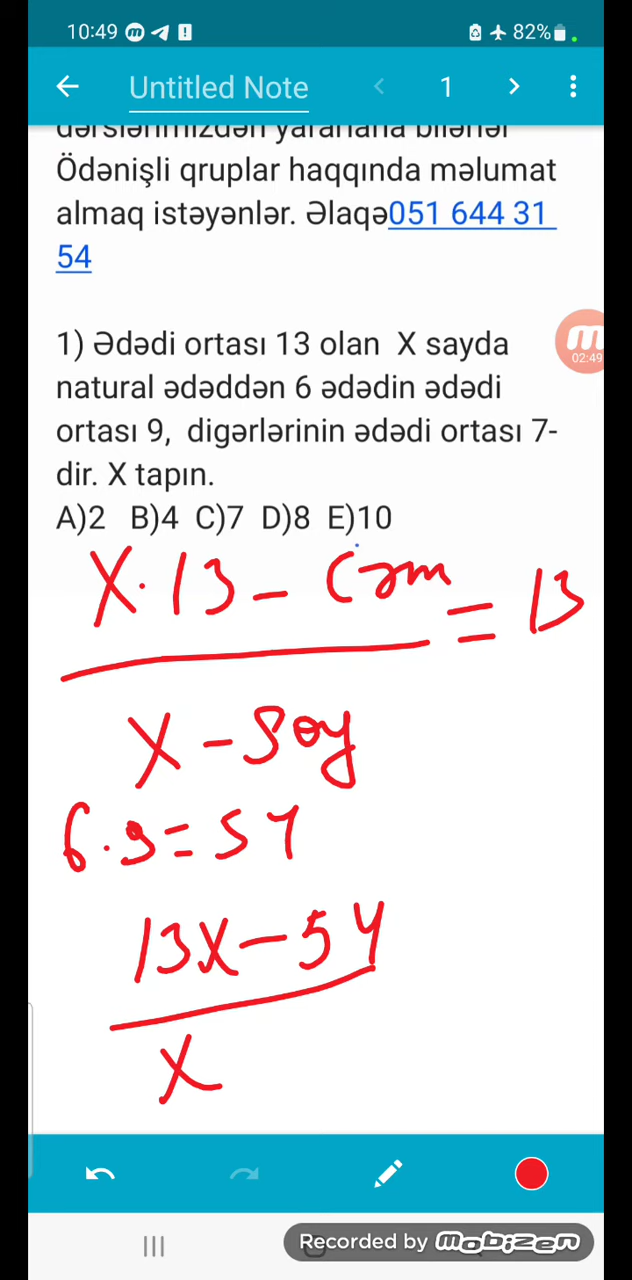 10:49 82%
Untitled Note 1
dərslərimizdən yararlana bilərlər
Ödənişli qruplar haqqında məlumat
almaq istəyənlər. Əlaqə051 644 31
54
1) Ədədi ortası 13 olan X sayda
natural ədəddən 6 ədədin ədədi
ortası 9, digərlərinin ədədi ortası 7-
dir. X tapın.
A)2 B)4 C)7 D)8 E)10
m
02:49
X·13 - Cəm = 13
X - Say
6·9=54
13X-54
X
Recorded by mobizen